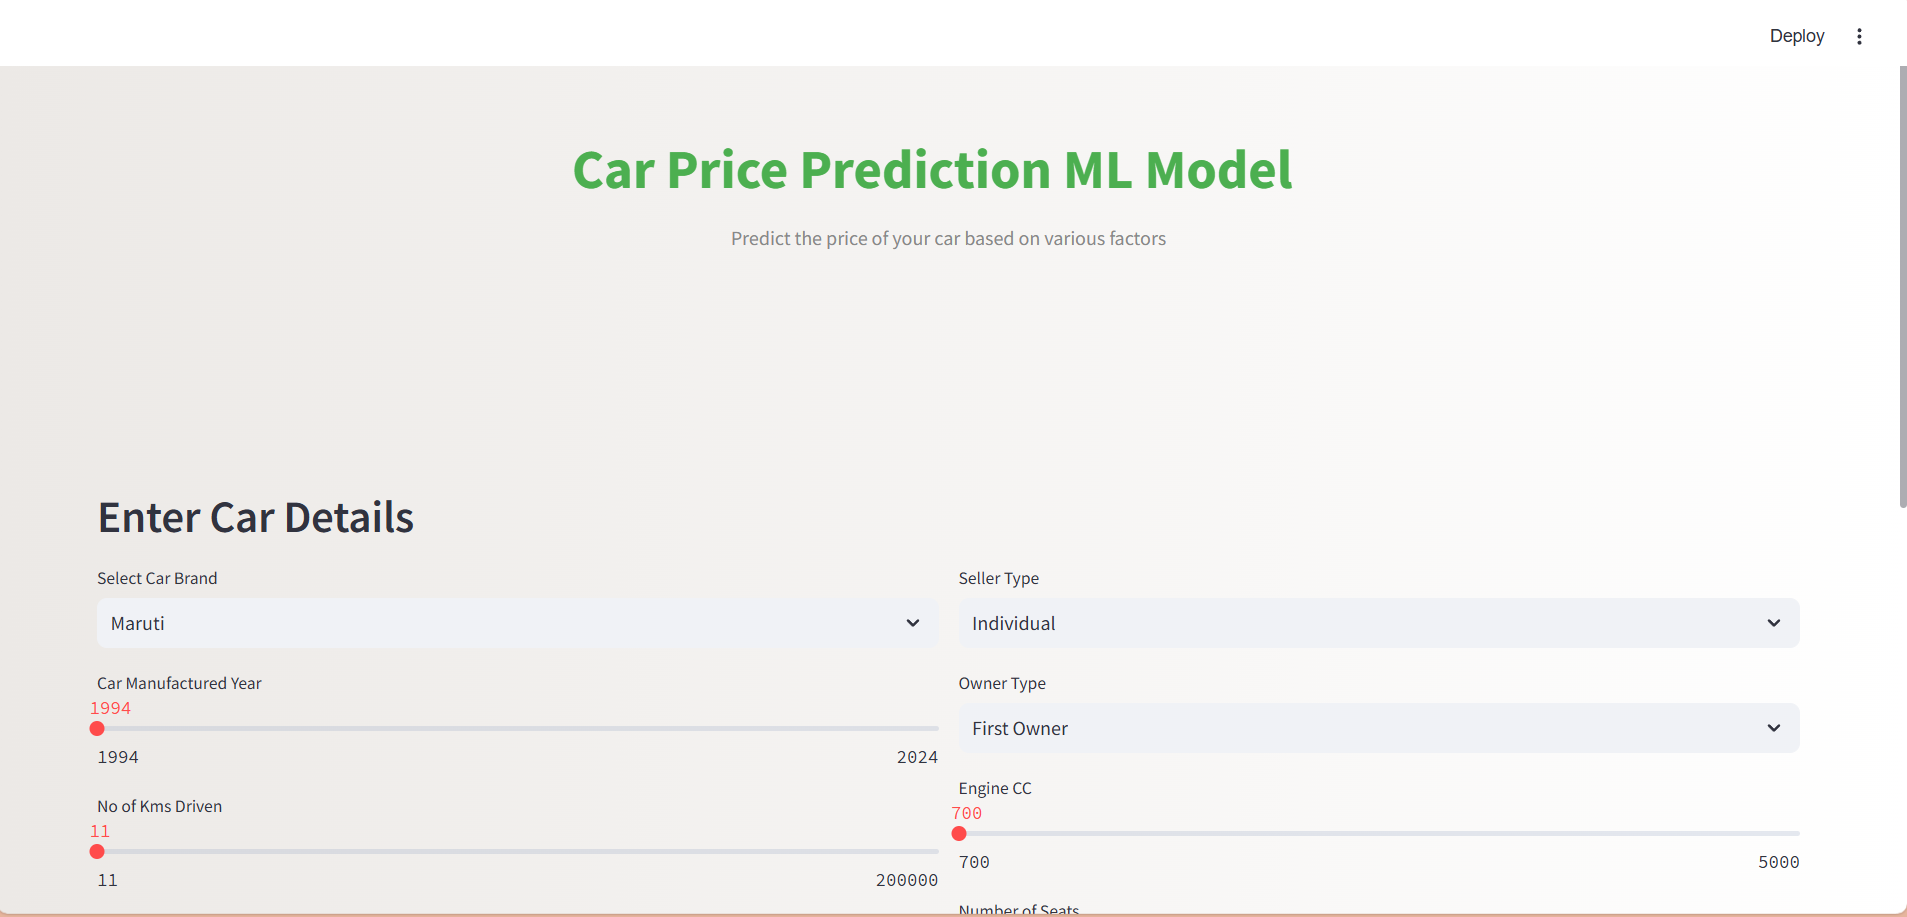 Deploy
Car Price Prediction ML Model
Predict the price of your car based on various factors
Enter Car Details
Select Car Brand
Maruti
Car Manufactured Year
1994
1994 2024
No of Kms Driven
11
11 200000
Seller Type
Individual
Owner Type
First Owner
Engine CC
700
700 5000
Number of Seats